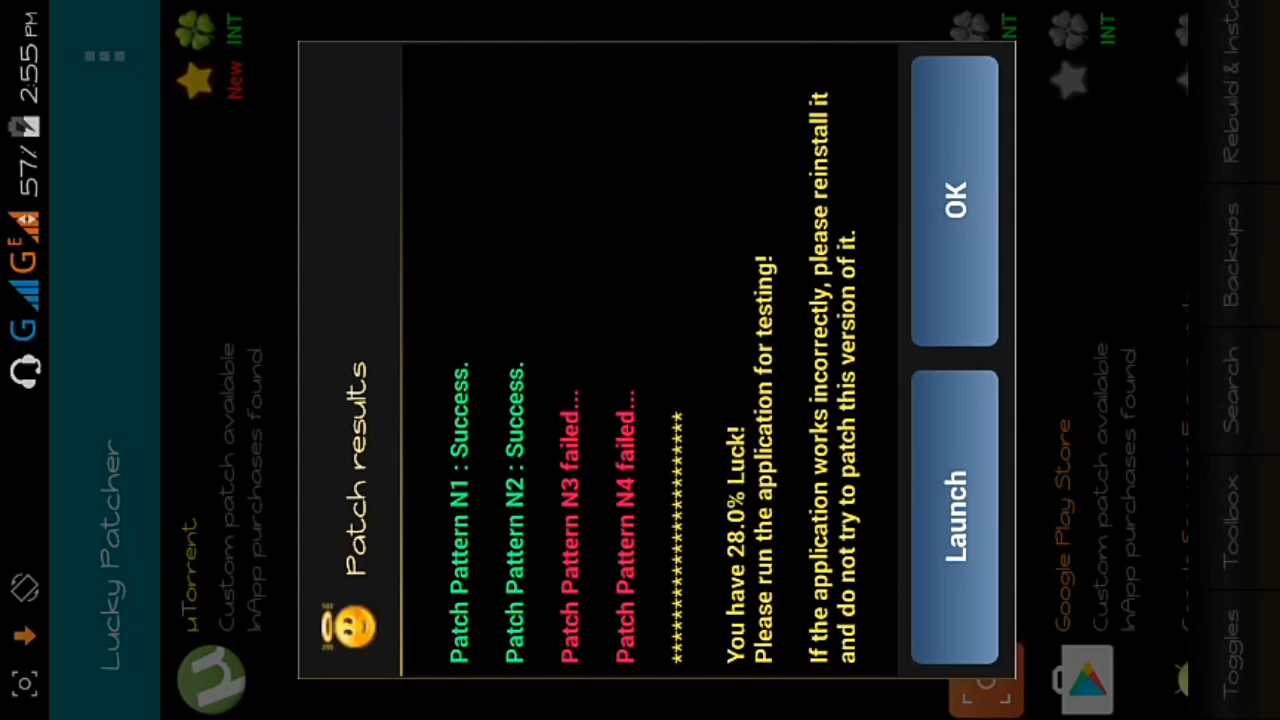 G G E 57% 2:55 PM
Lucky Patcher
µTorrent
Custom patch available
InApp purchases found
New INT
Patch results
Patch Pattern N1 : Success.
Patch Pattern N2 : Success.
Patch Pattern N3 failed...
Patch Pattern N4 failed...
**************************
You have 28.0% Luck!
Please run the application for testing!
If the application works incorrectly, please reinstall it
and do not try to patch this version of it.
Launch OK
INT
Google Play Store
Custom patch available
InApp purchases found
INT
Toggles Toolbox Search Backups Rebuild &